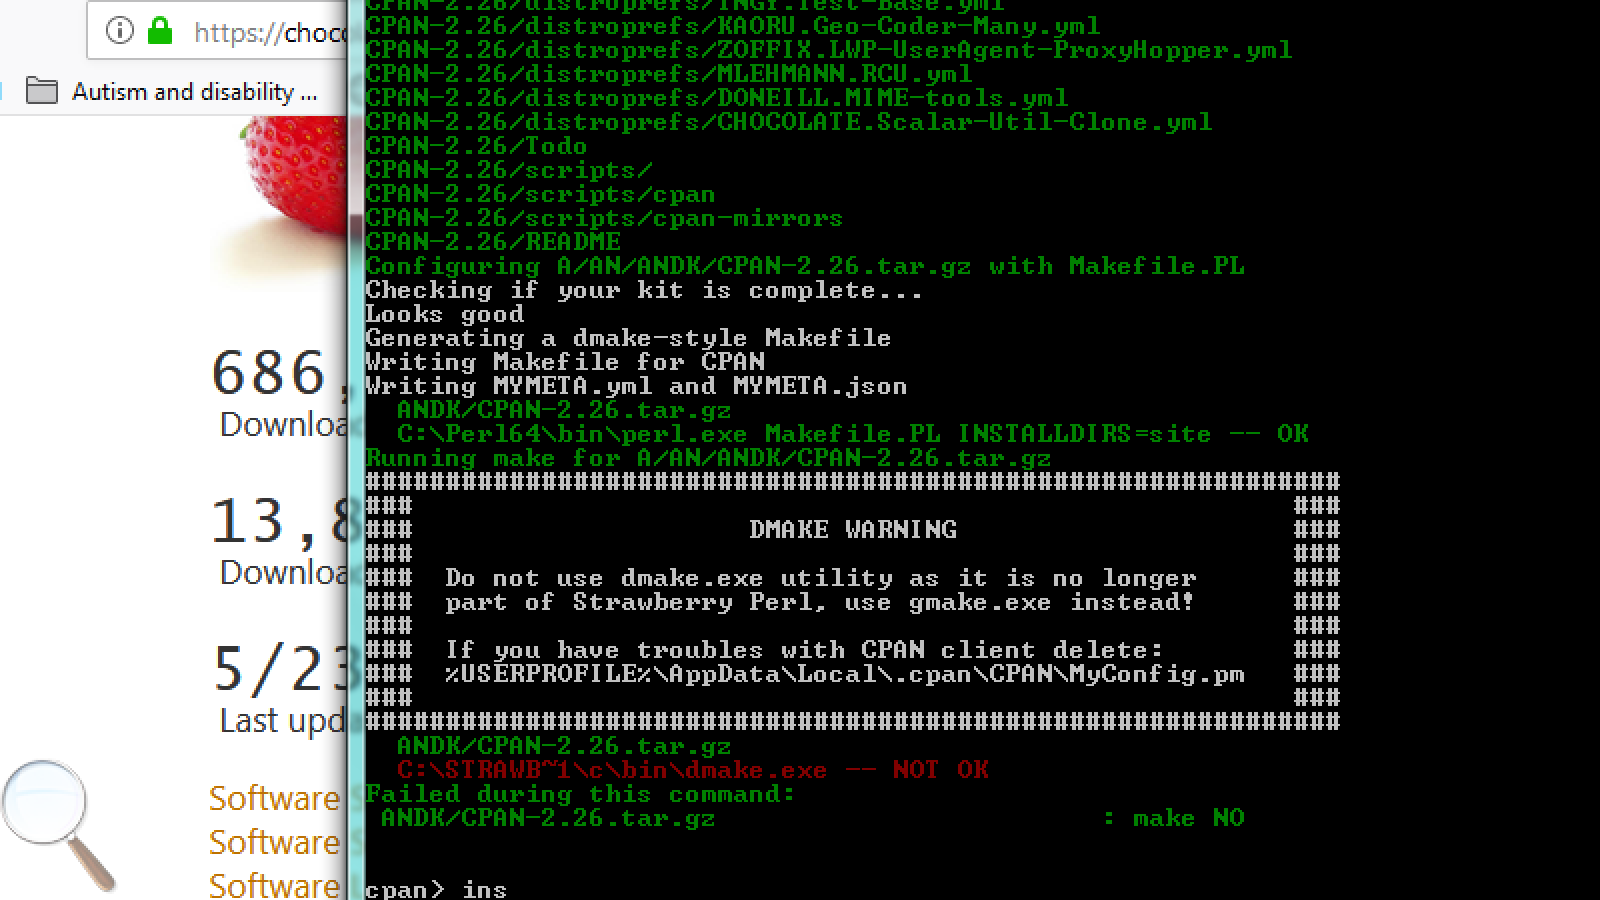 https://choco
Autism and disability ...
686,
Downloa
13,8
Downloa
5/23
Last upd
Software
Software
Software
CPAN-2.26/distroprefs/INGY.Test-Base.yml
CPAN-2.26/distroprefs/KAORU.Geo-Coder-Many.yml
CPAN-2.26/distroprefs/ZOFFIX.LWP-UserAgent-ProxyHopper.yml
CPAN-2.26/distroprefs/MLEHMANN.RCU.yml
CPAN-2.26/distroprefs/DONEILL.MIME-tools.yml
CPAN-2.26/distroprefs/CHOCOLATE.Scalar-Util-Clone.yml
CPAN-2.26/Todo
CPAN-2.26/scripts/
CPAN-2.26/scripts/cpan
CPAN-2.26/scripts/cpan-mirrors
CPAN-2.26/README
Configuring A/AN/ANDK/CPAN-2.26.tar.gz with Makefile.PL
Checking if your kit is complete...
Looks good
Generating a dmake-style Makefile
Writing Makefile for CPAN
Writing MYMETA.yml and MYMETA.json
  ANDK/CPAN-2.26.tar.gz
  C:\Perl64\bin\perl.exe Makefile.PL INSTALLDIRS=site -- OK
Running make for A/AN/ANDK/CPAN-2.26.tar.gz
#############################################################
###                                                       ###
###                     DMAKE WARNING                     ###
###                                                       ###
###  Do not use dmake.exe utility as it is no longer      ###
###  part of Strawberry Perl, use gmake.exe instead!      ###
###                                                       ###
###  If you have troubles with CPAN client delete:        ###
###  %USERPROFILE%\AppData\Local\.cpan\CPAN\MyConfig.pm   ###
###                                                       ###
#############################################################
  ANDK/CPAN-2.26.tar.gz
  C:\STRAWB~1\c\bin\dmake.exe -- NOT OK
Failed during this command:
 ANDK/CPAN-2.26.tar.gz                        : make NO
cpan> ins